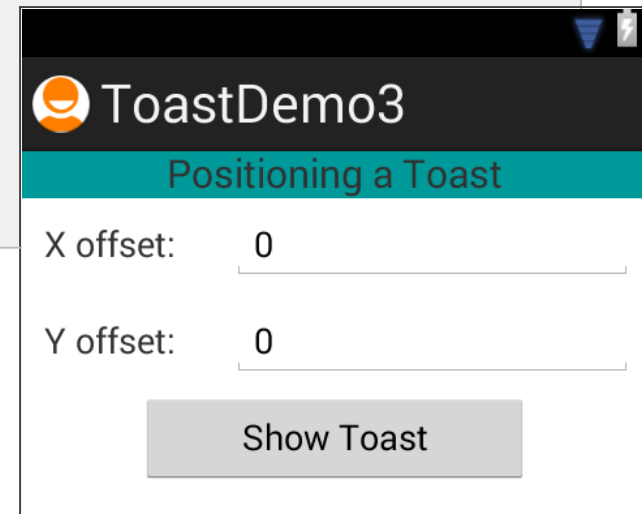 ToastDemo3
Positioning a Toast
X offset: 0
Y offset: 0
Show Toast